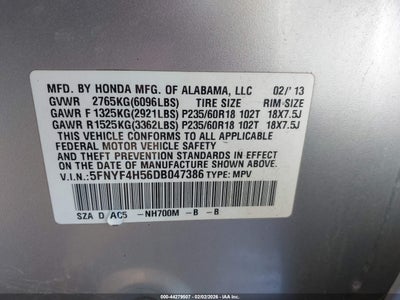 MFD. BY HONDA MFG. OF ALABAMA, LLC 02/'13
GVWR 2765KG(6096LBS) TIRE SIZE RIM-SIZE
GAWR F 1325KG(2921LBS) P235/60R18 102T 18X7.5J
GAWR R 1525KG(3362LBS) P235/60R18 102T 18X7.5J
THIS VEHICLE CONFORMS TO ALL APPLICABLE
FEDERAL MOTOR VEHICLE SAFETY AND
THEFT PREVENTION STANDARDS IN EFFECT ON THE
DATE OF MANUFACTURE SHOWN ABOVE.
V.I.N.: 5FNYF4H56DB047386 TYPE: MPV
SZA D AC5 -NH700M -B -B
000-44279507 - 02/02/2026 - IAAI.COM